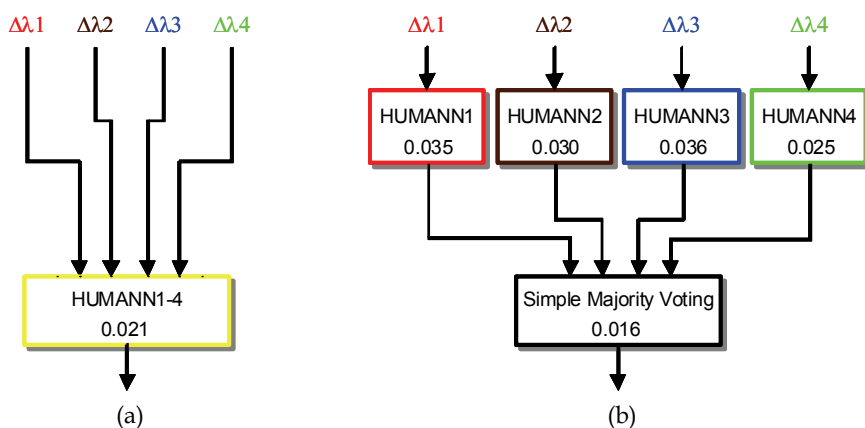 Δλ1 Δλ2 Δλ3 Δλ4
HUMANN1-4
0.021
(a)
Δλ1 Δλ2 Δλ3 Δλ4
HUMANN1 HUMANN2 HUMANN3 HUMANN4
0.035 0.030 0.036 0.025
Simple Majority Voting
0.016
(b)